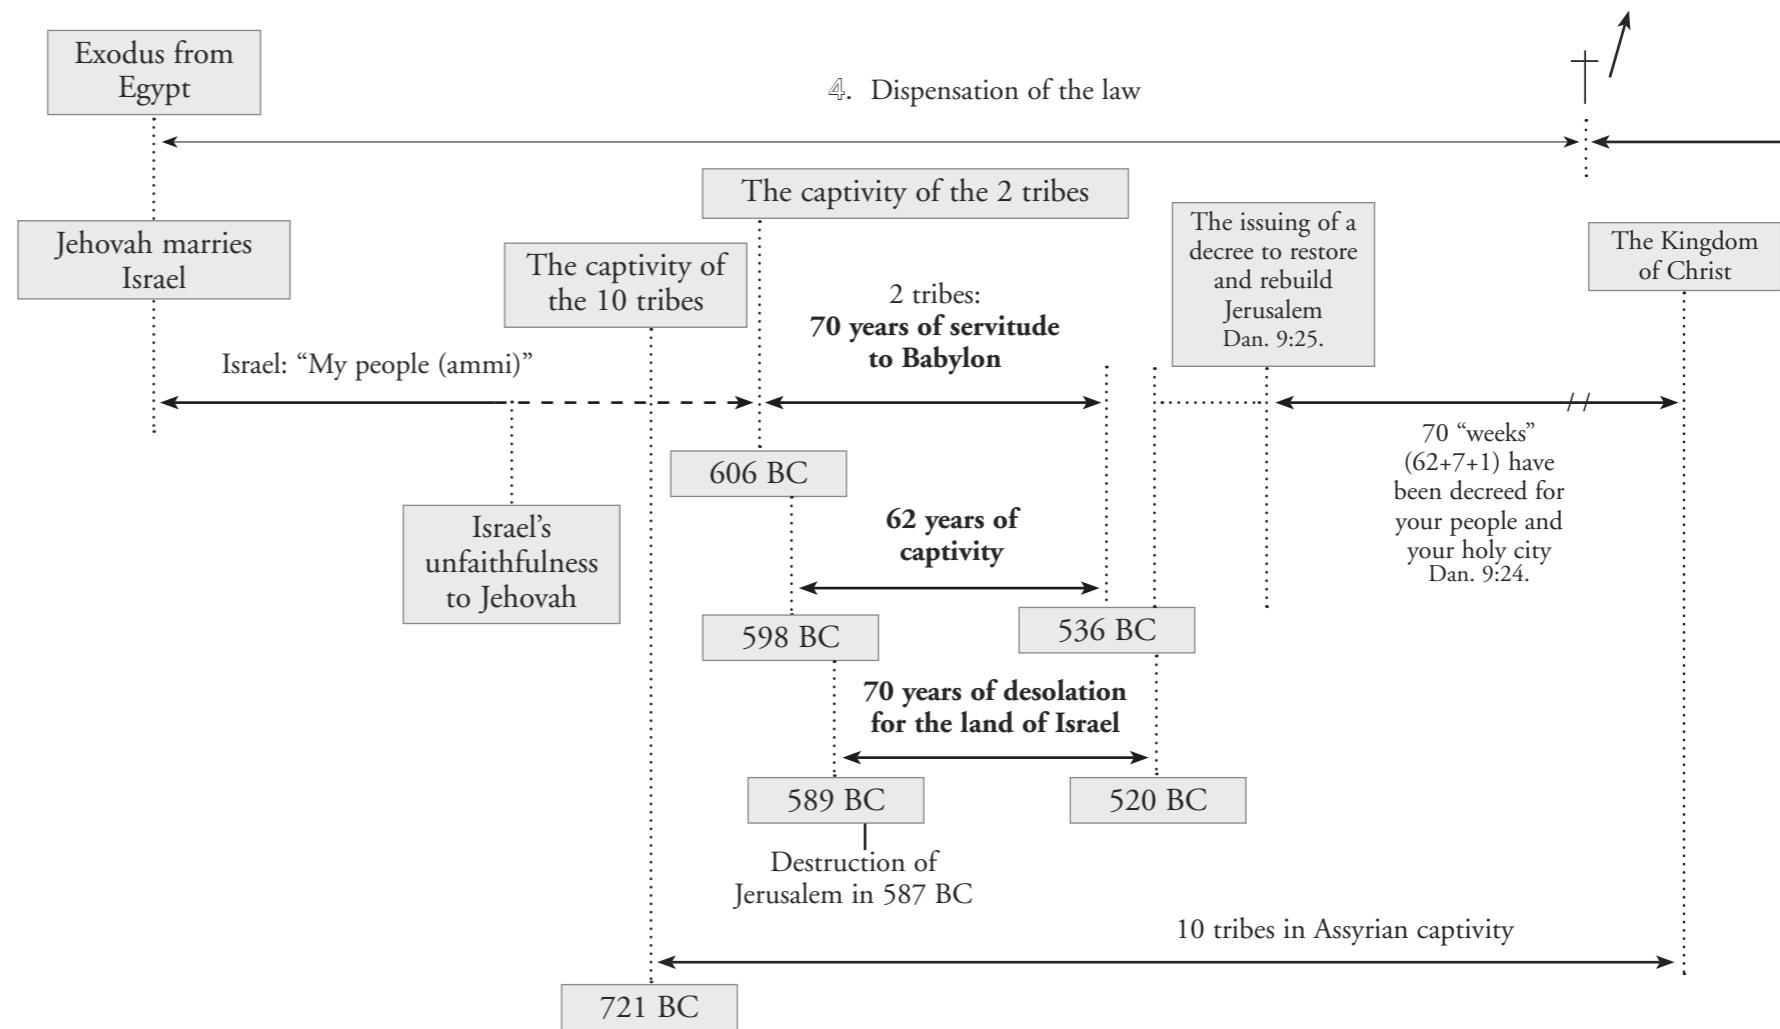 Exodus from
Egypt
4. Dispensation of the law
The captivity of the 2 tribes
Jehovah marries
Israel
The captivity of
the 10 tribes
2 tribes:
70 years of servitude
to Babylon
The issuing of a
decree to restore
and rebuild
Jerusalem
Dan. 9:25.
The Kingdom
of Christ
Israel: “My people (ammi)”
606 BC
70 “weeks”
(62+7+1) have
been decreed for
your people and
your holy city
Dan. 9:24.
Israel’s
unfaithfulness
to Jehovah
62 years of
captivity
598 BC
536 BC
70 years of desolation
for the land of Israel
589 BC
520 BC
Destruction of
Jerusalem in 587 BC
10 tribes in Assyrian captivity
721 BC